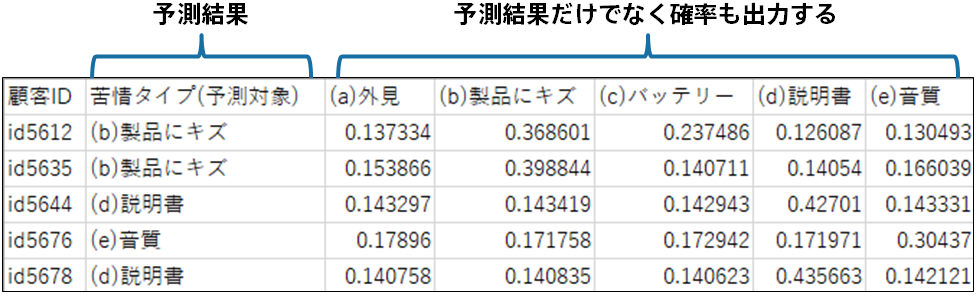 予測結果 予測結果だけでなく確率も出力する
顧客ID 苦情タイプ(予測対象) (a)外見 (b)製品にキズ (c)バッテリー (d)説明書 (e)音質
id5612 (b)製品にキズ 0.137334 0.368601 0.237486 0.126087 0.130493
id5635 (b)製品にキズ 0.153866 0.398844 0.140711 0.14054 0.166039
id5644 (d)説明書 0.143297 0.143419 0.142943 0.42701 0.143331
id5676 (e)音質 0.17896 0.171758 0.172942 0.171971 0.30437
id5678 (d)説明書 0.140758 0.140835 0.140623 0.435663 0.142121